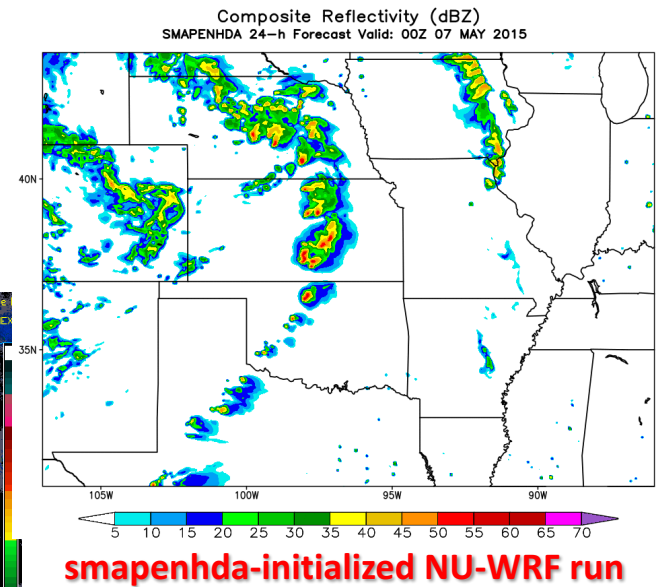 Composite Reflectivity (dBZ)
SMAPENHDA 24-h Forecast Valid: 00Z 07 MAY 2015
40N
35N
105W 100W 95W 90W
5 10 15 20 25 30 35 40 45 50 55 60 65 70
smapenhda-initialized NU-WRF run